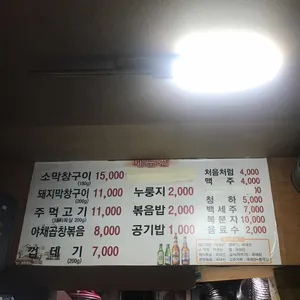 소막창구이 15,000
(180g)
돼지막창구이 11,000
(200g)
주먹고기 11,000
(200g)
야채곱창볶음 8,000
껍데기 7,000
(200g)
누룽지 2,000
볶음밥 2,000
공기밥 1,000
처음처럼 4,000
맥주 4,000
청하 5,000
백세주 7,000
복분자 10,000
음료수 2,000